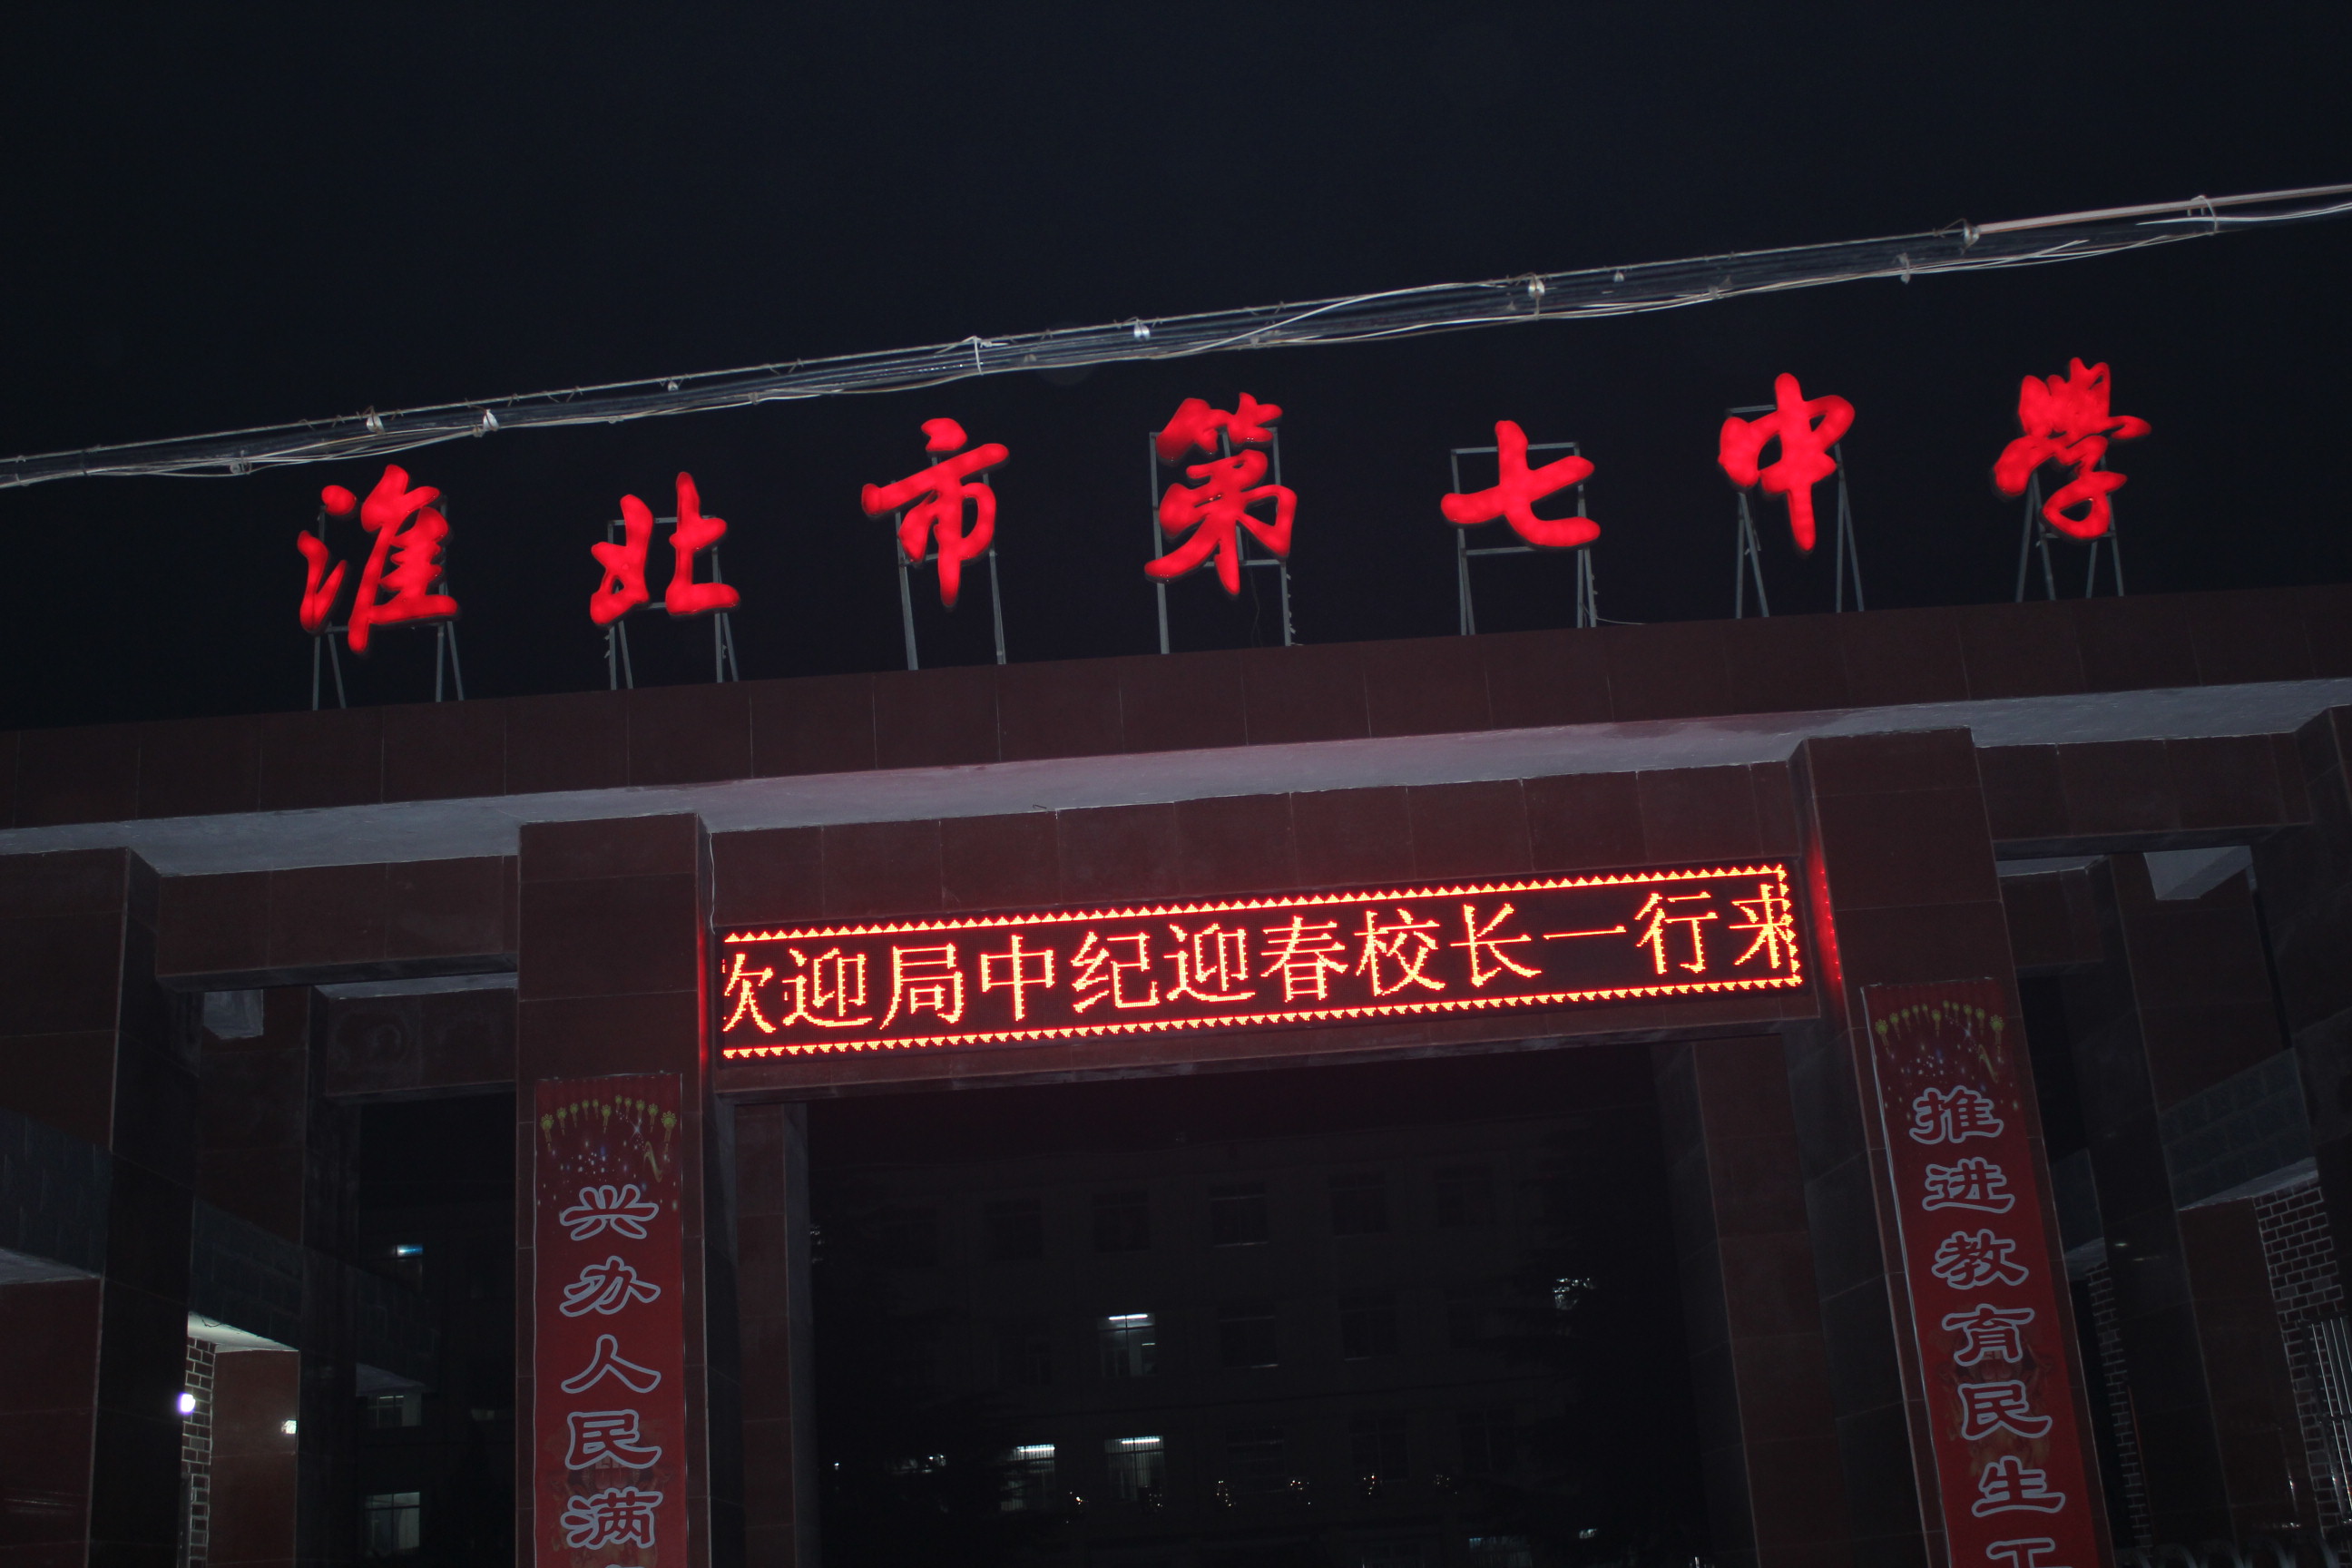 淮北市第七中学
欢迎局中纪迎春校长一行来
兴办人民满
推进教育民生工